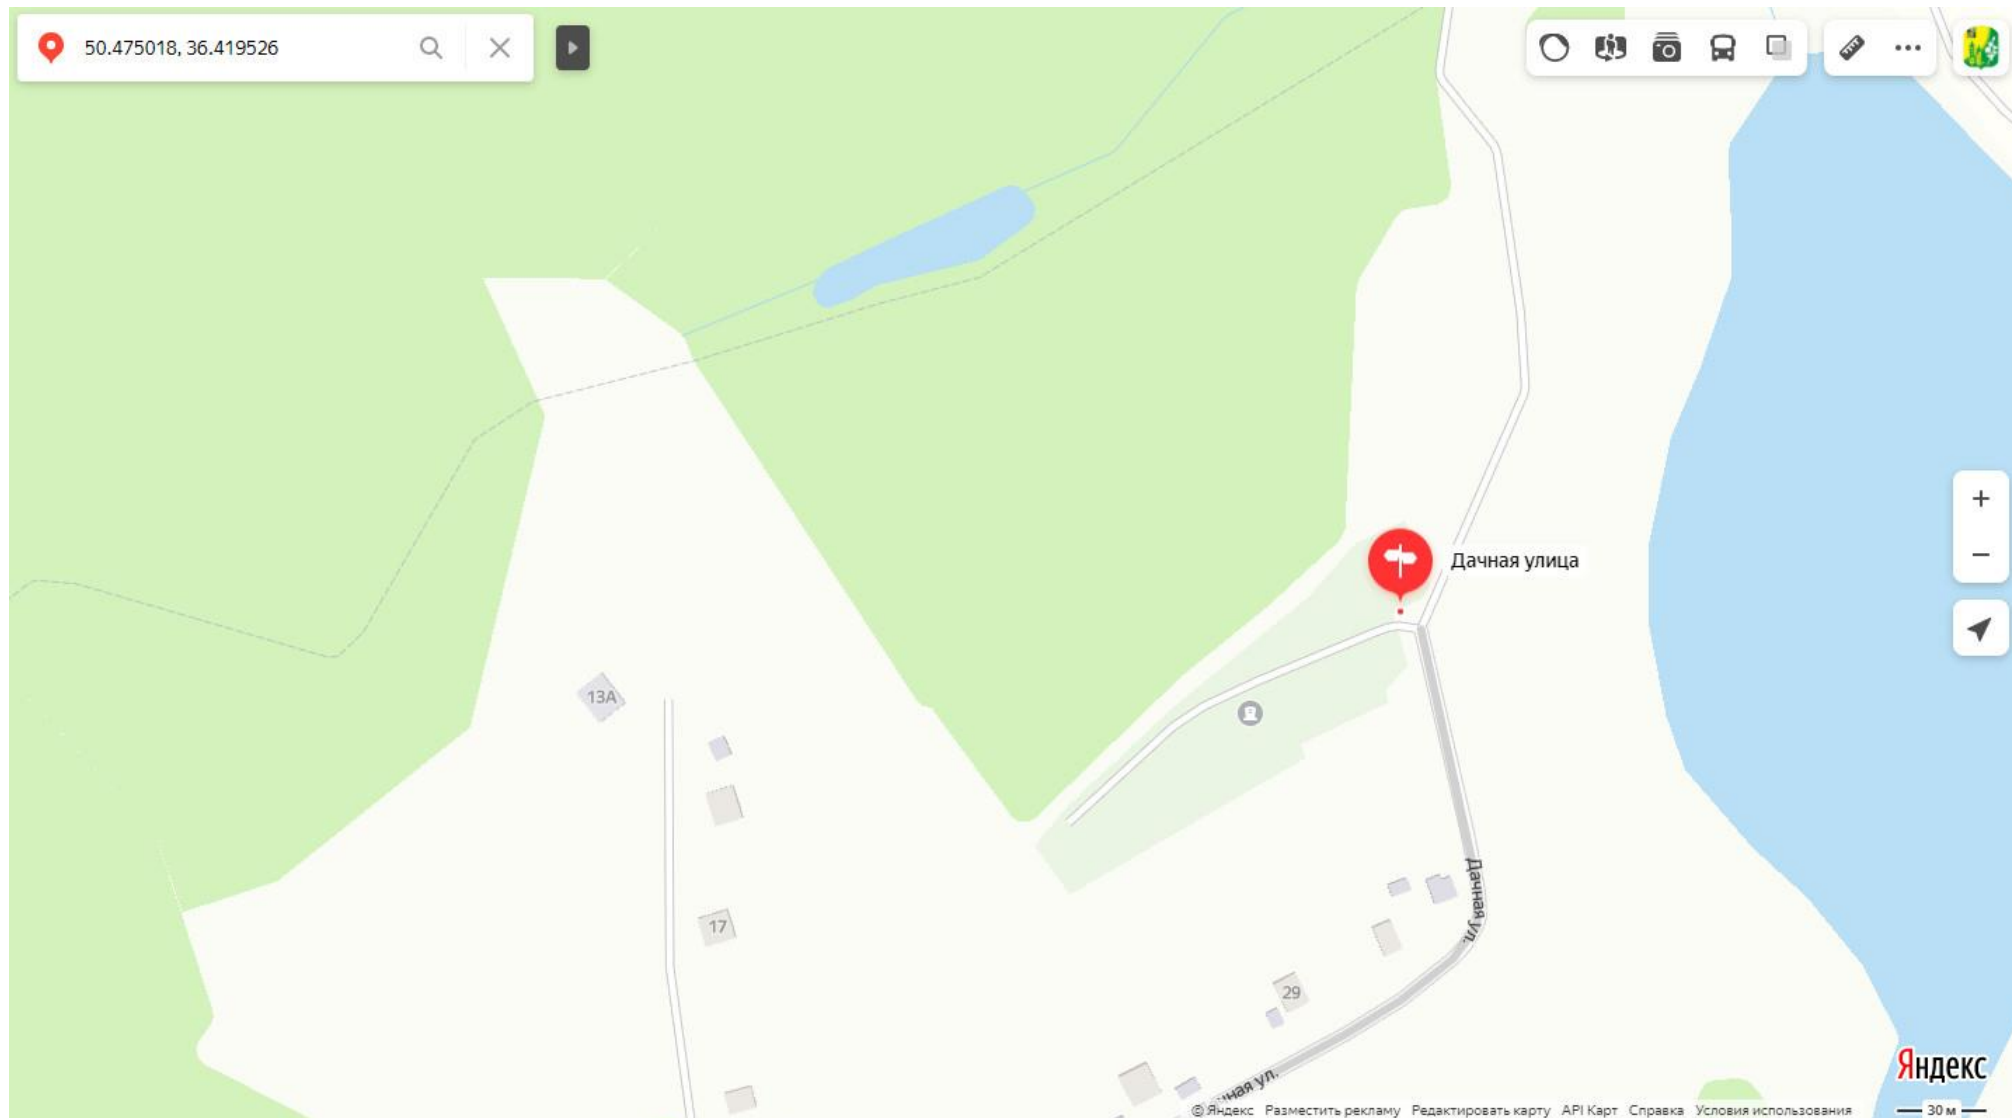 50.475018, 36.419526
Дачная улица
13А
17
Дачная ул.
29
ул.
Яндекс
© Яндекс Разместить рекламу Редактировать карту API Карт Справка Условия использования
30 м